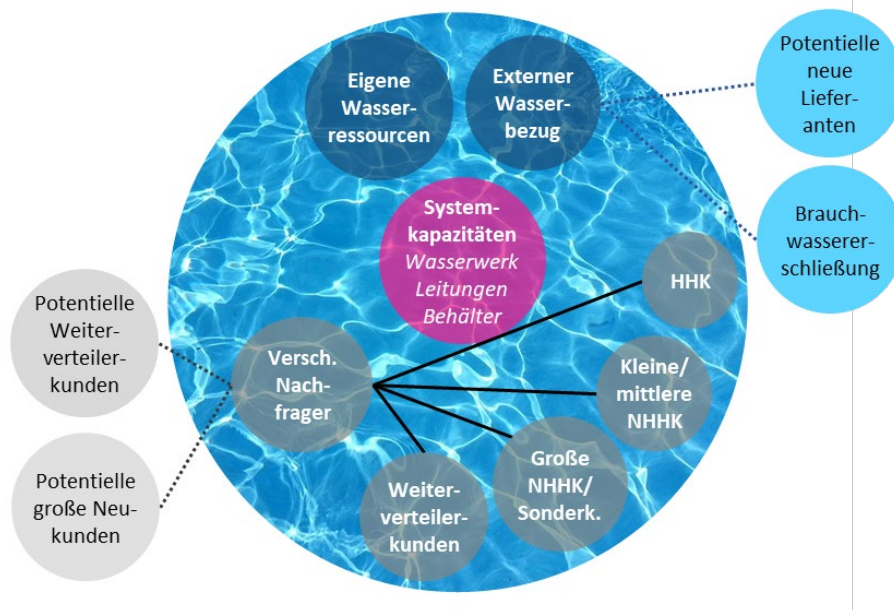 Eigene
Wasser-
ressourcen
Externer
Wasser-
bezug
Potentielle
neue
Liefer-
anten
Brauch-
wasserer-
schließung
System-
kapazitäten
Wasserwerk
Leitungen
Behälter
HHK
Kleine/
mittlere
NHHK
Große
NHHK/
Sonderk.
Weiter-
verteiler-
kunden
Versch.
Nach-
frager
Potentielle
Weiter-
verteiler-
kunden
Potentielle
große Neu-
kunden